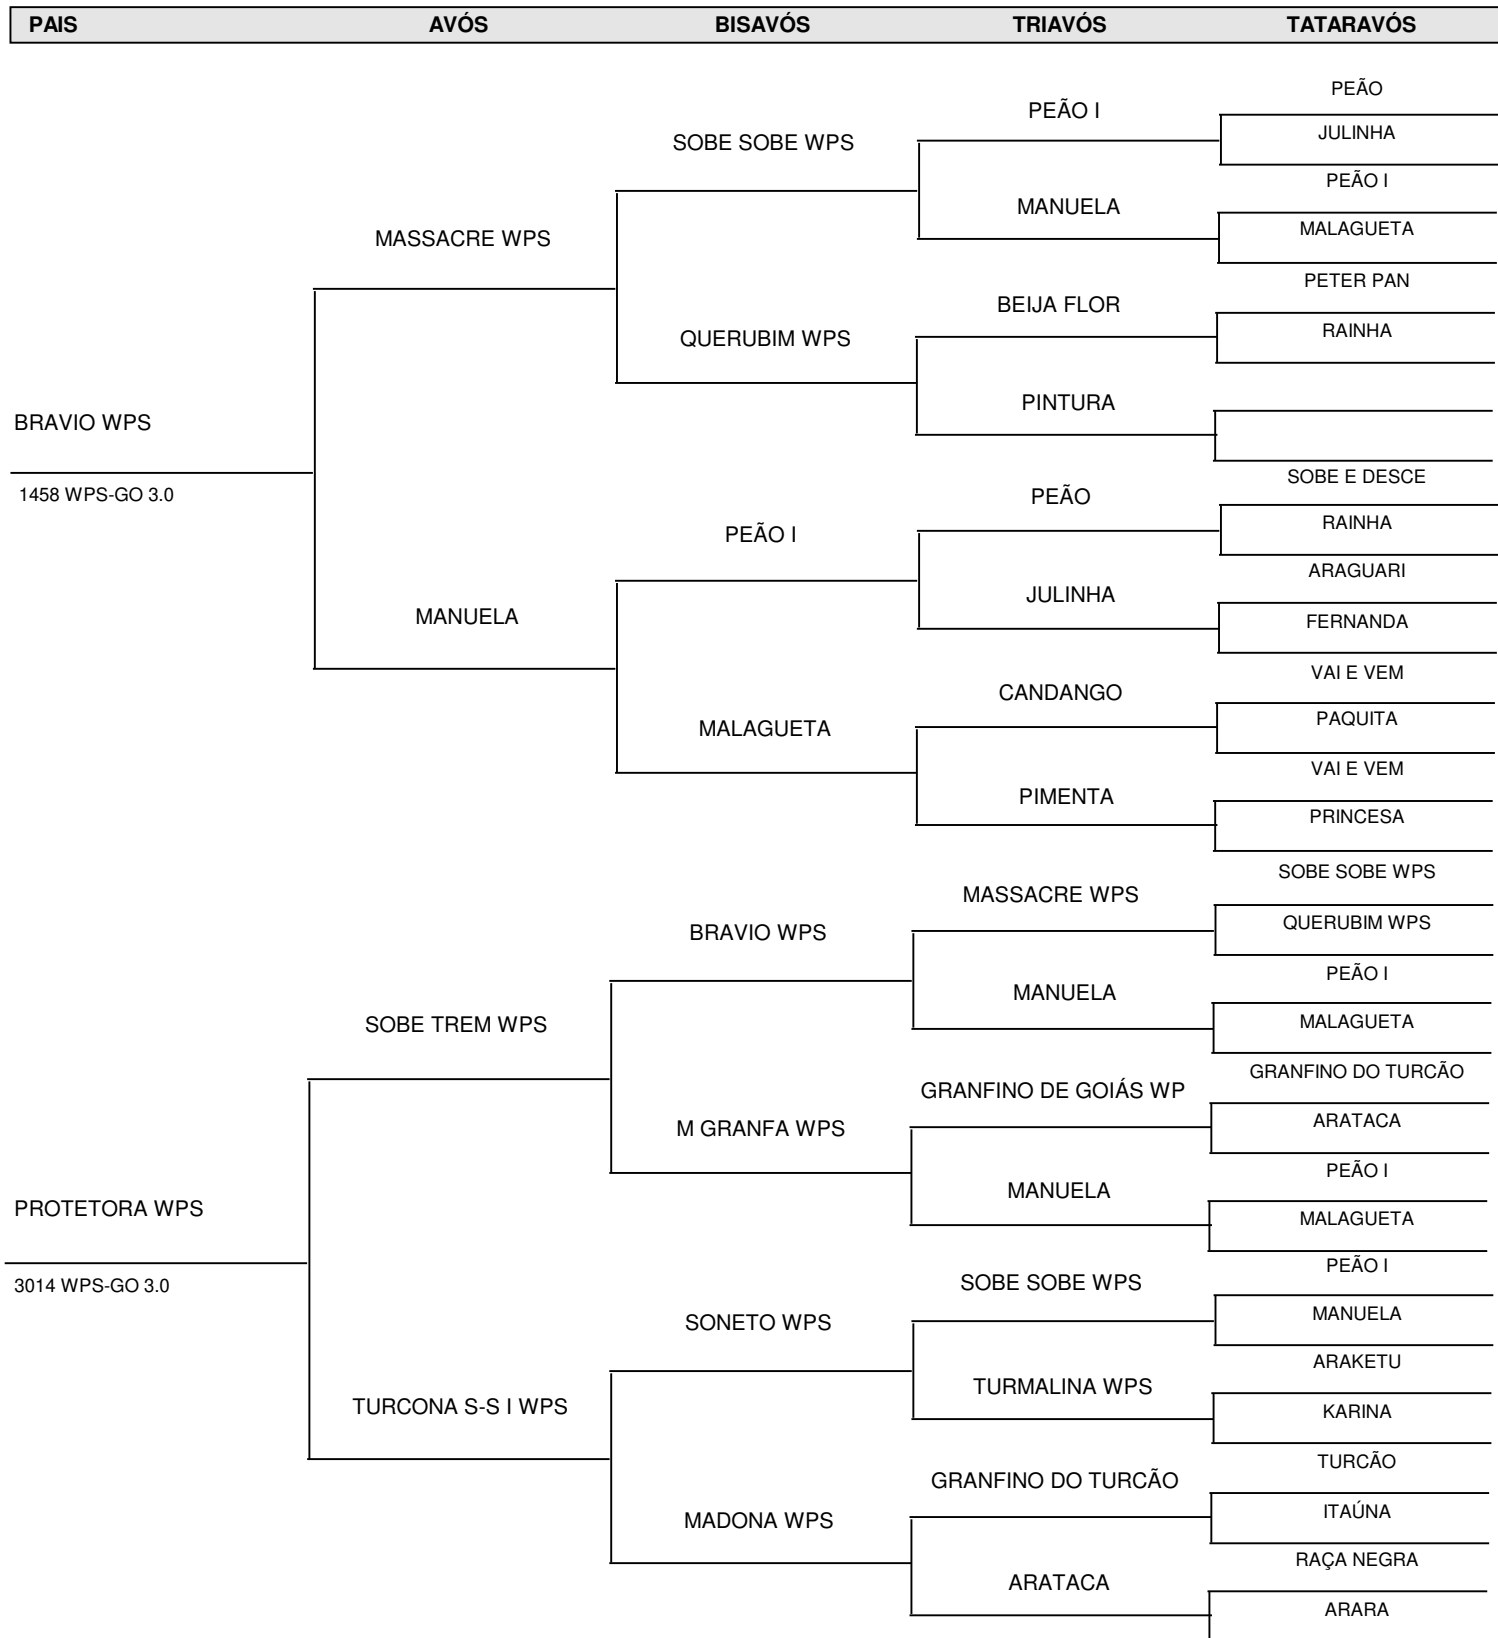 PAIS AVÓS BISAVÓS TRIAVÓS TATARAVÓS
PEÃO
PEÃO I
JULINHA
SOBE SOBE WPS
PEÃO I
MANUELA
MALAGUETA
MASSACRE WPS
PETER PAN
BEIJA FLOR
RAINHA
QUERUBIM WPS
PINTURA
BRAVIO WPS
1458 WPS-GO 3.0
SOBE E DESCE
PEÃO
RAINHA
PEÃO I
ARAGUARI
JULINHA
FERNANDA
MANUELA
VAI E VEM
CANDANGO
PAQUITA
MALAGUETA
VAI E VEM
PIMENTA
PRINCESA
SOBE SOBE WPS
MASSACRE WPS
QUERUBIM WPS
BRAVIO WPS
PEÃO I
MANUELA
MALAGUETA
SOBE TREM WPS
GRANFINO DO TURCÃO
GRANFINO DE GOIÁS WP
ARATACA
M GRANFA WPS
PEÃO I
MANUELA
MALAGUETA
PROTETORA WPS
3014 WPS-GO 3.0
PEÃO I
SOBE SOBE WPS
MANUELA
SONETO WPS
ARAKETU
TURMALINA WPS
KARINA
TURCONA S-S I WPS
TURCÃO
GRANFINO DO TURCÃO
ITAÚNA
MADONA WPS
RAÇA NEGRA
ARATACA
ARARA